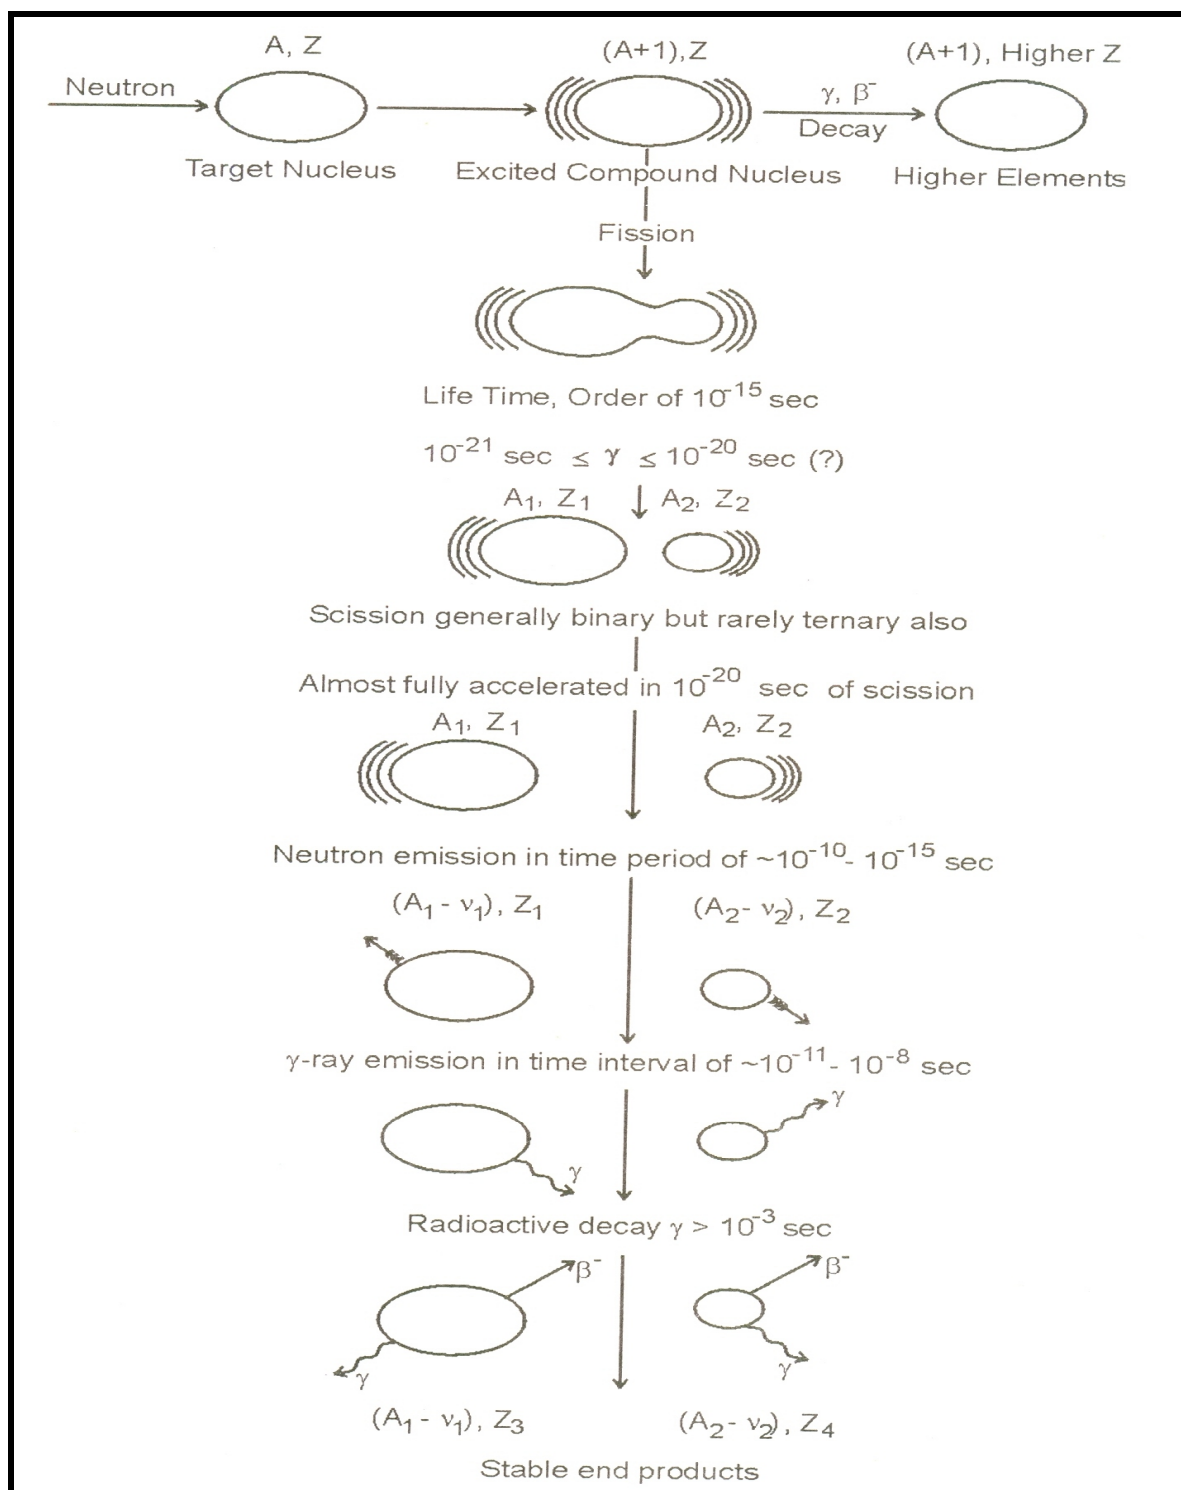 A, Z (A+1),Z (A+1), Higher Z
Neutron γ, β⁻
Decay
Target Nucleus Excited Compound Nucleus Higher Elements
Fission
Life Time, Order of 10⁻¹⁵ sec
10⁻²¹ sec ≤ γ ≤ 10⁻²⁰ sec (?)
A₁, Z₁ A₂, Z₂
Scission generally binary but rarely ternary also
Almost fully accelerated in 10⁻²⁰ sec of scission
A₁, Z₁ A₂, Z₂
Neutron emission in time period of ~10⁻¹⁰- 10⁻¹⁵ sec
(A₁ - ν₁), Z₁ (A₂- ν₂), Z₂
γ-ray emission in time interval of ~10⁻¹¹- 10⁻⁸ sec
γ
γ
Radioactive decay γ > 10⁻³ sec
β⁻ β⁻
γ γ
(A₁ - ν₁), Z₃ (A₂- ν₂), Z₄
Stable end products